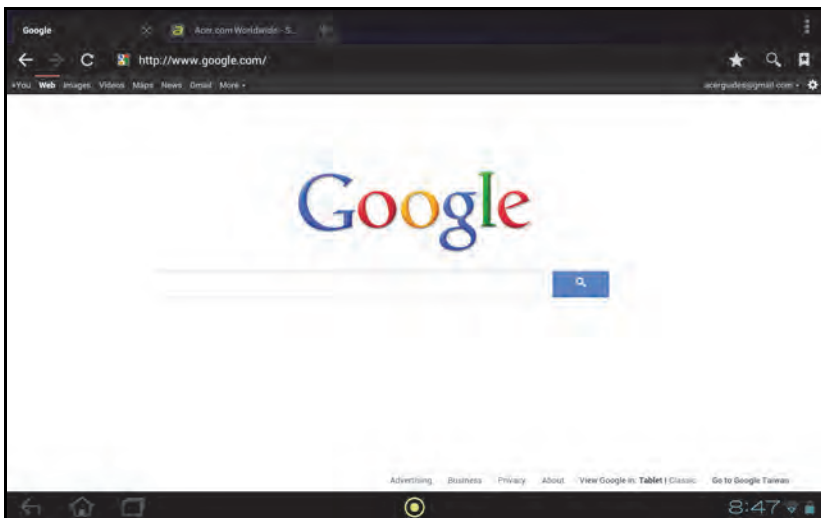 Google Acer.com Worldwide - S...
http://www.google.com/
+You Web Images Videos Maps News Gmail More
acerguides@gmail.com
Google
Advertising Business Privacy About View Google in: Tablet | Classic Go to Google Taiwan
8:47